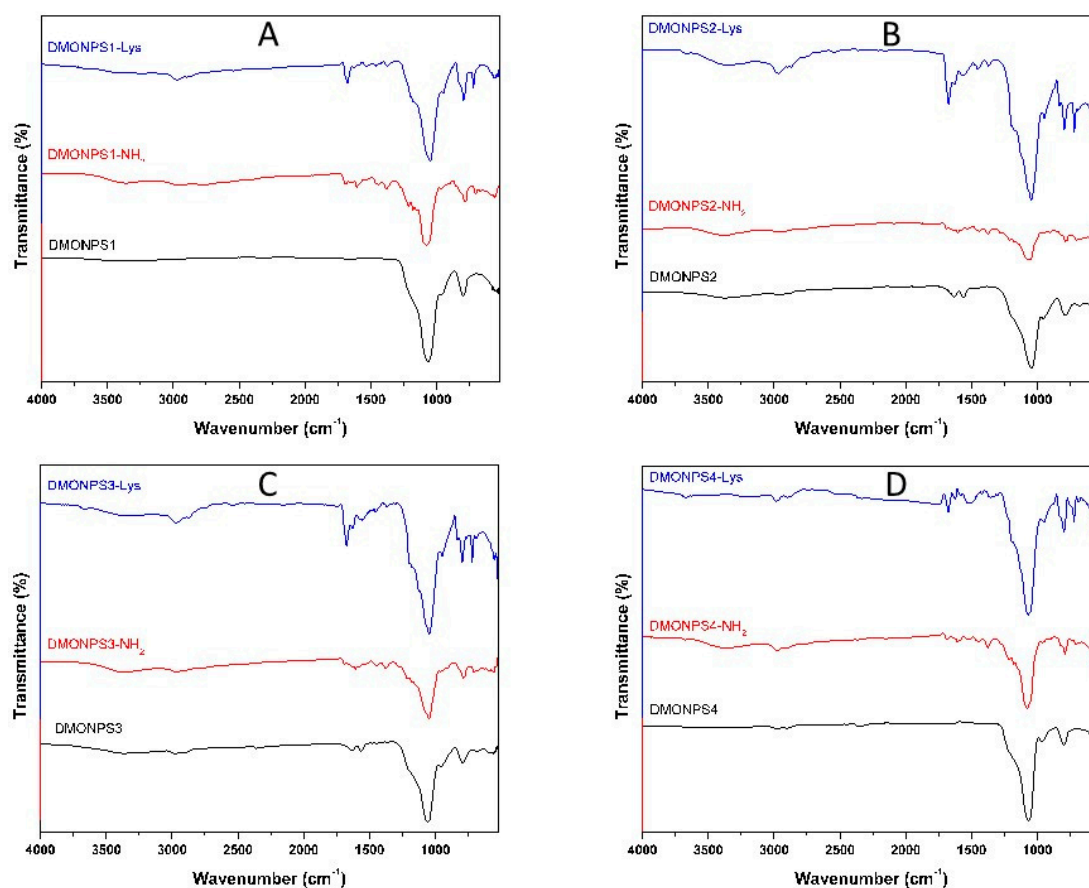 A
DMONPS1-Lys
DMONPS1-NH₂
DMONPS1
Transmittance (%)
4000 3500 3000 2500 2000 1500 1000
Wavenumber (cm⁻¹)
B
DMONPS2-Lys
DMONPS2-NH₂
DMONPS2
Transmittance (%)
4000 3500 3000 2500 2000 1500 1000
Wavenumber (cm⁻¹)
C
DMONPS3-Lys
DMONPS3-NH₂
DMONPS3
Transmittance (%)
4000 3500 3000 2500 2000 1500 1000
Wavenumber (cm⁻¹)
D
DMONPS4-Lys
DMONPS4-NH₂
DMONPS4
Transmittance (%)
4000 3500 3000 2500 2000 1500 1000
Wavenumber (cm⁻¹)